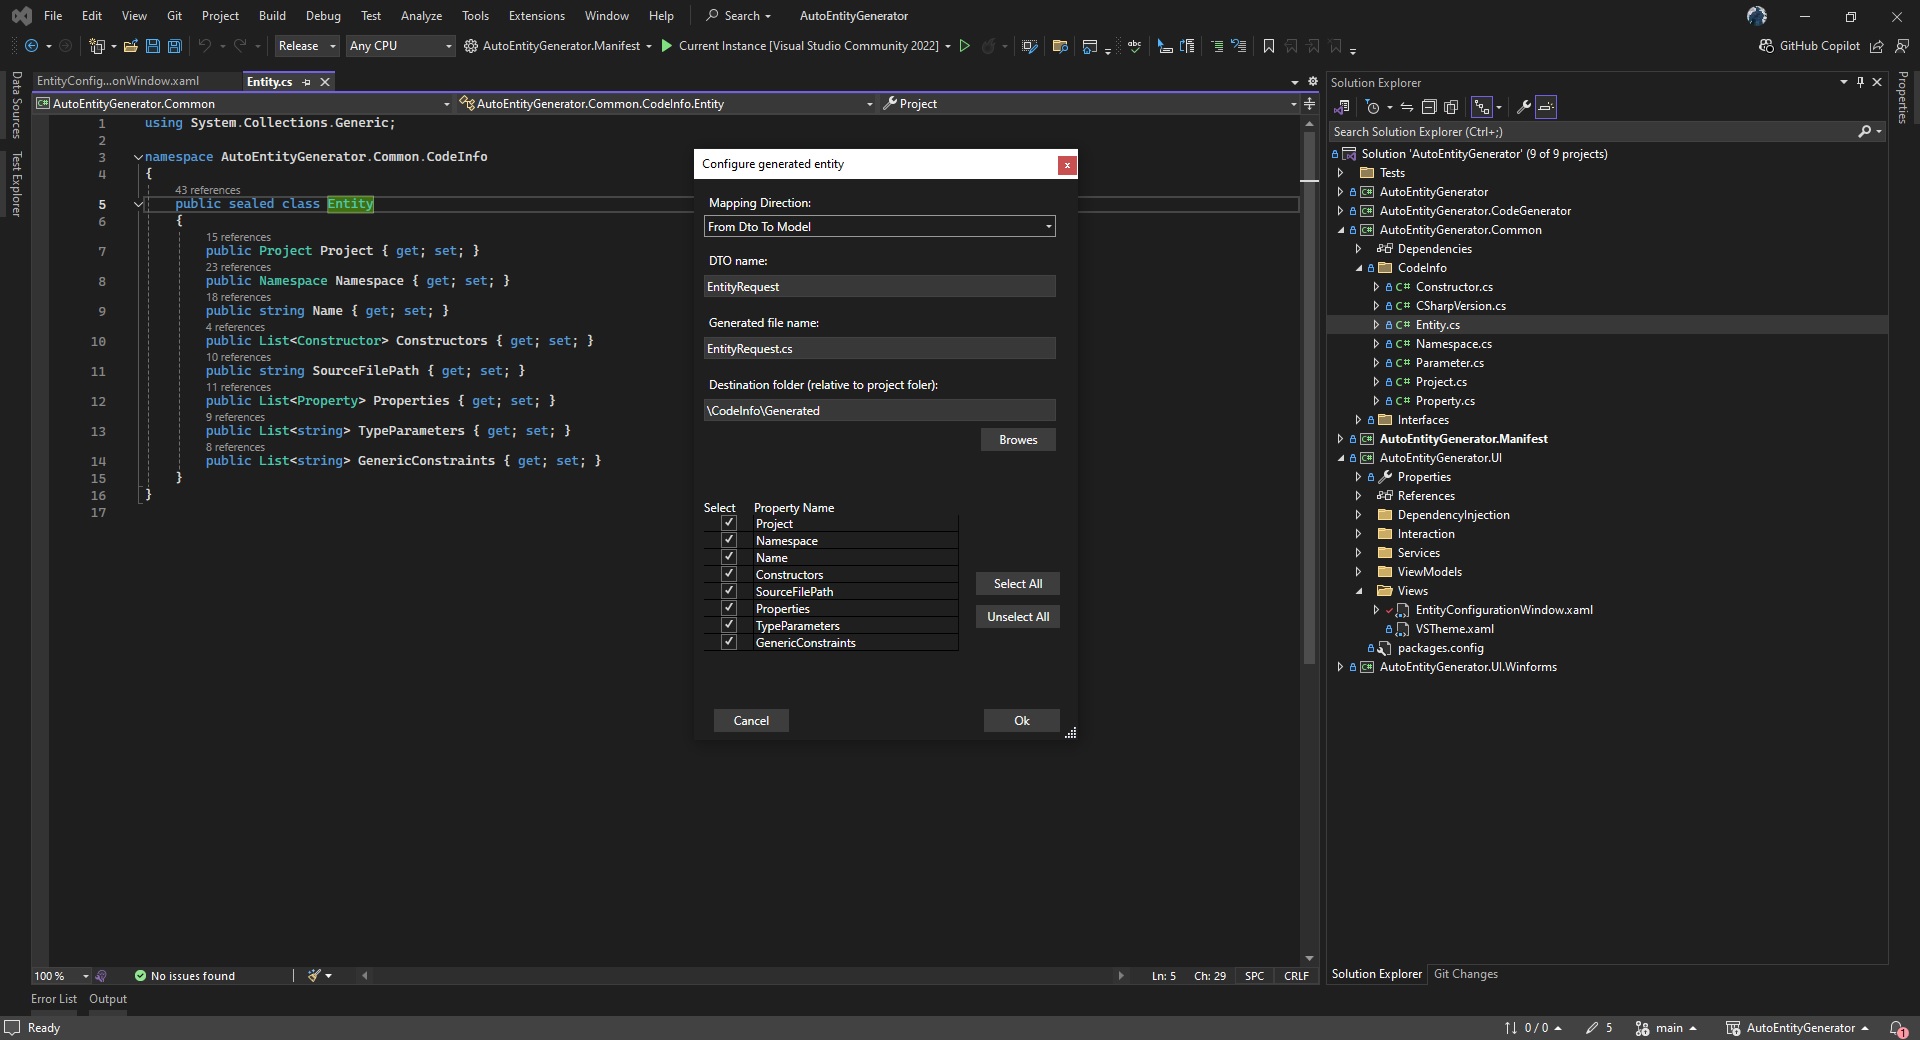 File Edit View Git Project Build Debug Test Analyze Tools Extensions Window Help Search AutoEntityGenerator
Release Any CPU AutoEntityGenerator.Manifest Current Instance [Visual Studio Community 2022] GitHub Copilot
Data Sources
Test Explorer
EntityConfig...onWindow.xaml Entity.cs
AutoEntityGenerator.Common AutoEntityGenerator.Common.CodeInfo.Entity Project
1 using System.Collections.Generic;
2
3 namespace AutoEntityGenerator.Common.CodeInfo
4 {
43 references
5 public sealed class Entity
6 {
15 references
7 public Project Project { get; set; }
23 references
8 public Namespace Namespace { get; set; }
18 references
9 public string Name { get; set; }
4 references
10 public List<Constructor> Constructors { get; set; }
10 references
11 public string SourceFilePath { get; set; }
11 references
12 public List<Property> Properties { get; set; }
9 references
13 public List<string> TypeParameters { get; set; }
8 references
14 public List<string> GenericConstraints { get; set; }
15 }
16 }
17
Configure generated entity x
Mapping Direction:
From Dto To Model
DTO name:
EntityRequest
Generated file name:
EntityRequest.cs
Destination folder (relative to project foler):
\CodeInfo\Generated
Browes
Select Property Name
Project
Namespace
Name
Constructors
SourceFilePath
Properties
TypeParameters
GenericConstraints
Select All
Unselect All
Cancel Ok
100 % No issues found Ln: 5 Ch: 29 SPC CRLF
Solution Explorer
Search Solution Explorer (Ctrl+;)
Solution 'AutoEntityGenerator' (9 of 9 projects)
Tests
C# AutoEntityGenerator
C# AutoEntityGenerator.CodeGenerator
C# AutoEntityGenerator.Common
Dependencies
CodeInfo
C# Constructor.cs
C# CSharpVersion.cs
C# Entity.cs
C# Namespace.cs
C# Parameter.cs
C# Project.cs
C# Property.cs
Interfaces
C# AutoEntityGenerator.Manifest
C# AutoEntityGenerator.UI
Properties
References
DependencyInjection
Interaction
Services
ViewModels
Views
EntityConfigurationWindow.xaml
VSTheme.xaml
packages.config
C# AutoEntityGenerator.UI.Winforms
Solution Explorer Git Changes
Properties
Error List Output
Ready 0 / 0 5 main AutoEntityGenerator 1